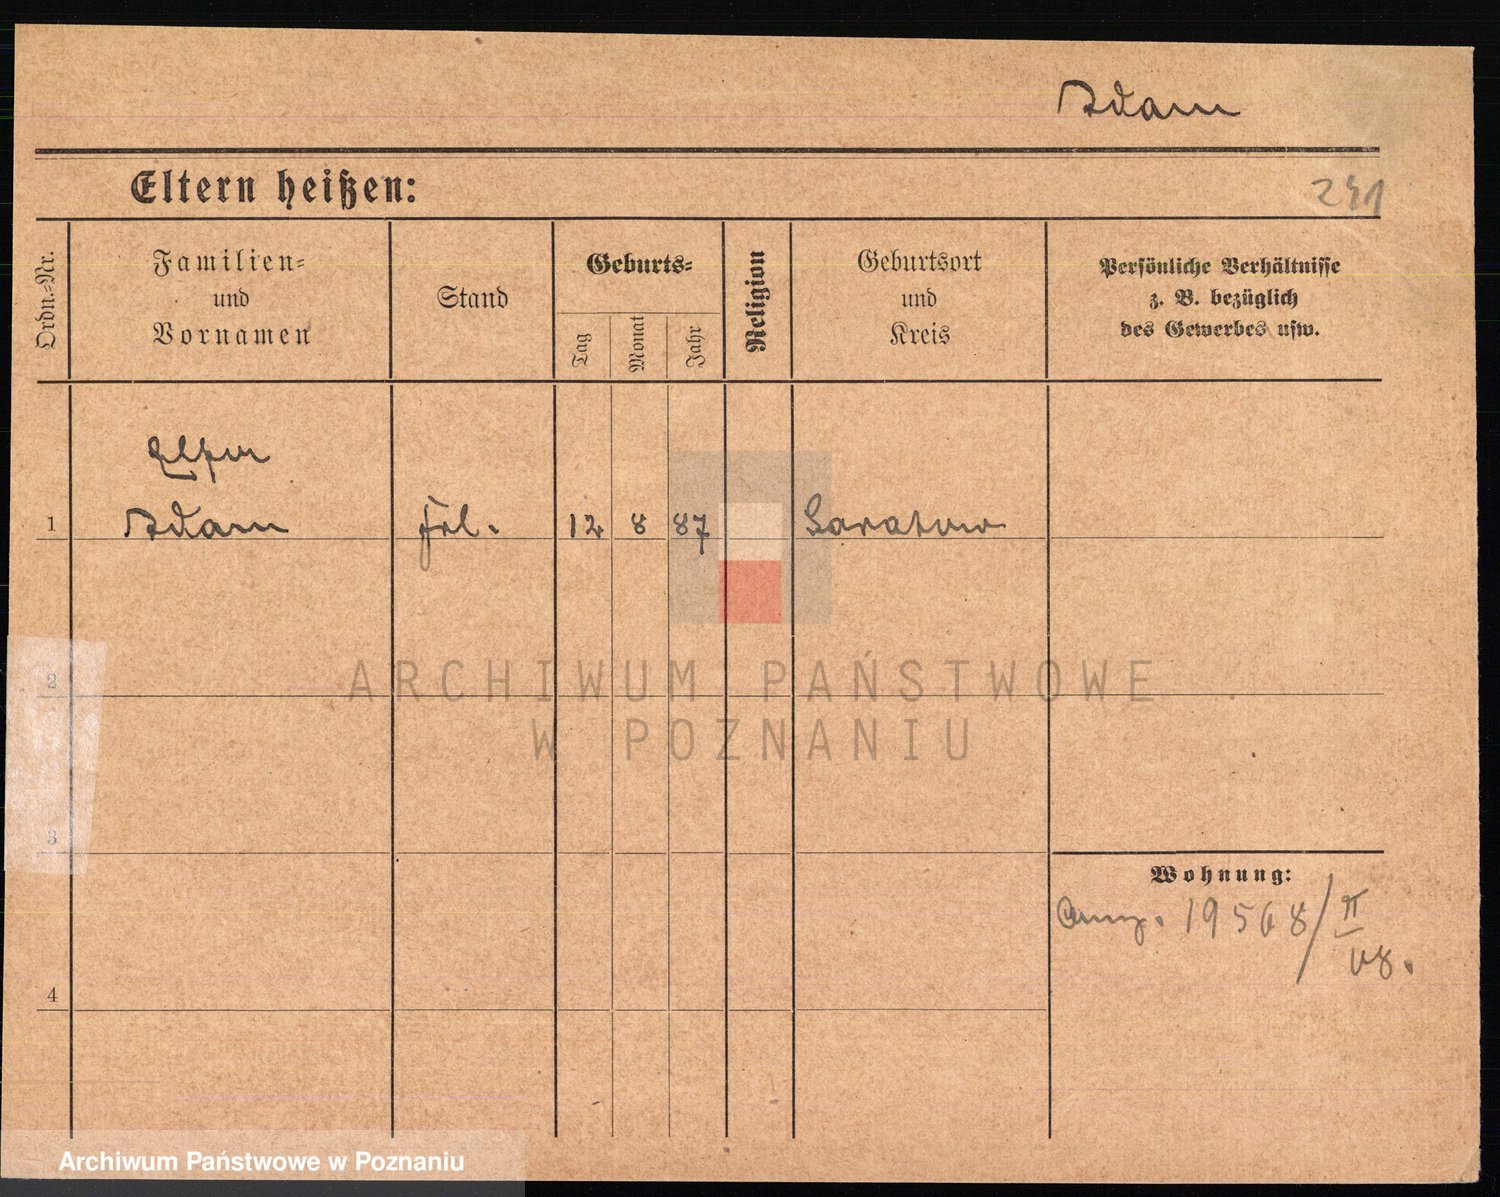 Adam
Eltern heißen:
241
Ordn.-Nr.
Familien-
und
Vornamen
Stand
Geburts-
Tag
Monat
Jahr
Religion
Geburtsort
und
Kreis
Persönliche Verhältnisse
z. B. bezüglich
des Gewerbes usw.
1
Adam
Frl.
12
8
87
Saratow
2
ARCHIWUM PAŃSTWOWE
W POZNANIU
3
Wohnung:
19568/II
08.
4
Archiwum Państwowe w Poznaniu